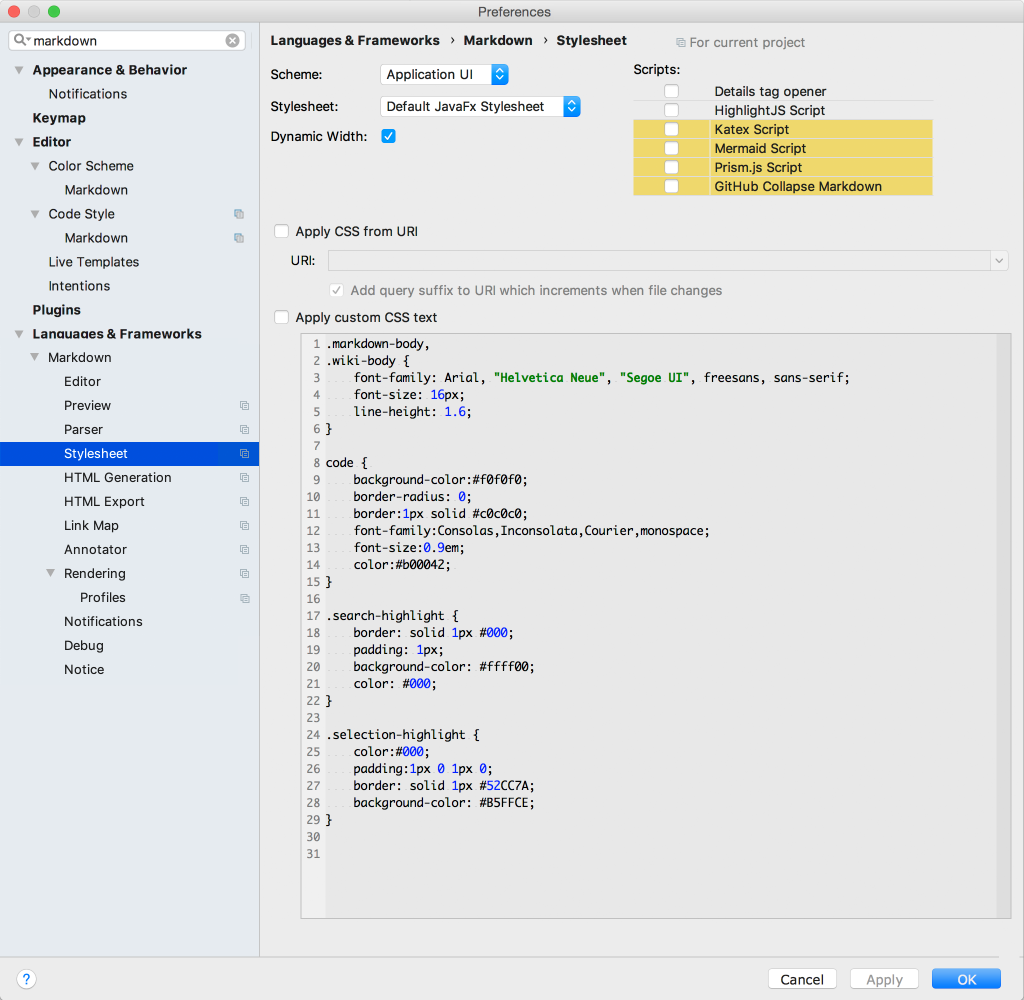 Preferences
markdown
Appearance & Behavior
Notifications
Keymap
Editor
Color Scheme
Markdown
Code Style
Markdown
Live Templates
Intentions
Plugins
Languages & Frameworks
Markdown
Editor
Preview
Parser
Stylesheet
HTML Generation
HTML Export
Link Map
Annotator
Rendering
Profiles
Notifications
Debug
Notice
Languages & Frameworks › Markdown › Stylesheet
For current project
Scheme: Application UI
Stylesheet: Default JavaFx Stylesheet
Dynamic Width:
Scripts:
Details tag opener
HighlightJS Script
Katex Script
Mermaid Script
Prism.js Script
GitHub Collapse Markdown
Apply CSS from URI
URI:
Add query suffix to URI which increments when file changes
Apply custom CSS text
1 .markdown-body,
2 .wiki-body {
3     font-family: Arial, "Helvetica Neue", "Segoe UI", freesans, sans-serif;
4     font-size: 16px;
5     line-height: 1.6;
6 }
7
8 code {
9     background-color:#f0f0f0;
10     border-radius: 0;
11     border:1px solid #c0c0c0;
12     font-family:Consolas,Inconsolata,Courier,monospace;
13     font-size:0.9em;
14     color:#b00042;
15 }
16
17 .search-highlight {
18     border: solid 1px #000;
19     padding: 1px;
20     background-color: #ffff00;
21     color: #000;
22 }
23
24 .selection-highlight {
25     color:#000;
26     padding:1px 0 1px 0;
27     border: solid 1px #52CC7A;
28     background-color: #B5FFCE;
29 }
30
31
?
Cancel
Apply
OK